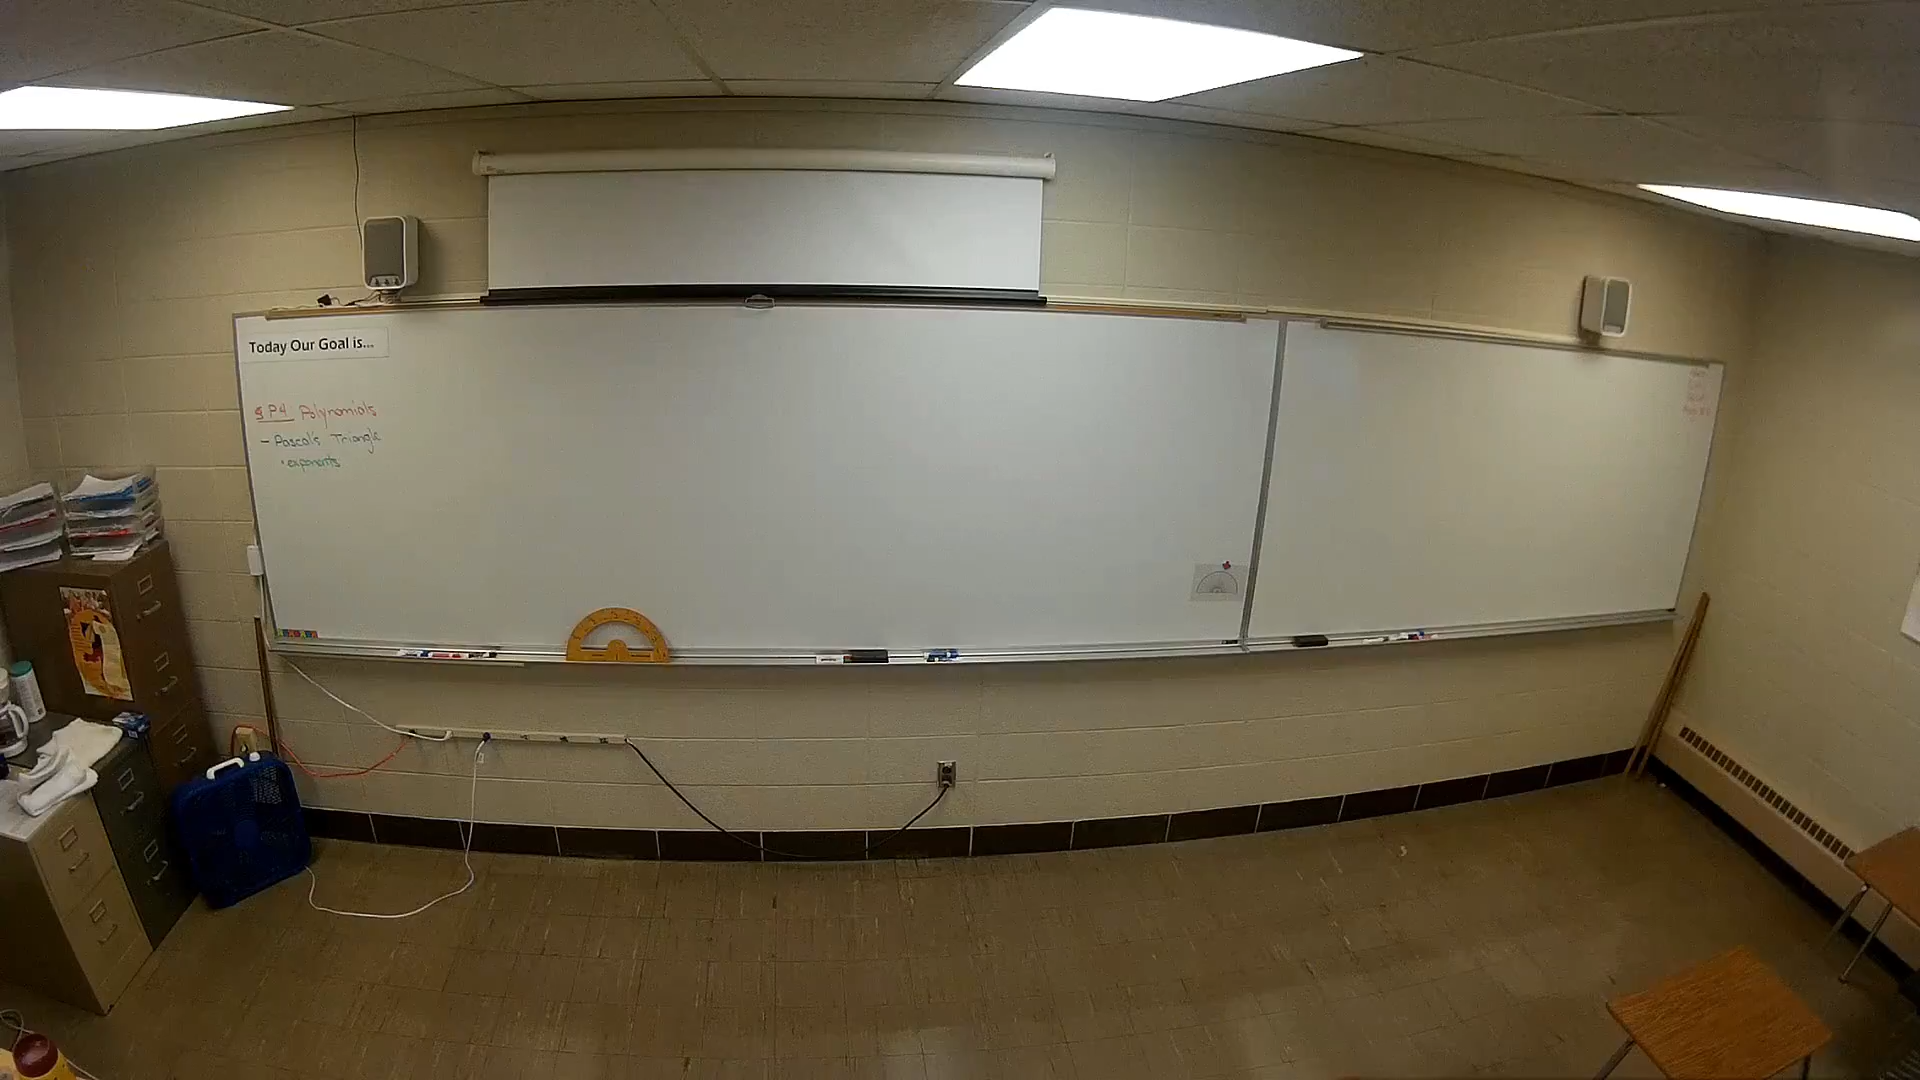 Today Our Goal is...
§ P4 Polynomials
- Pascal's Triangle
• exponents